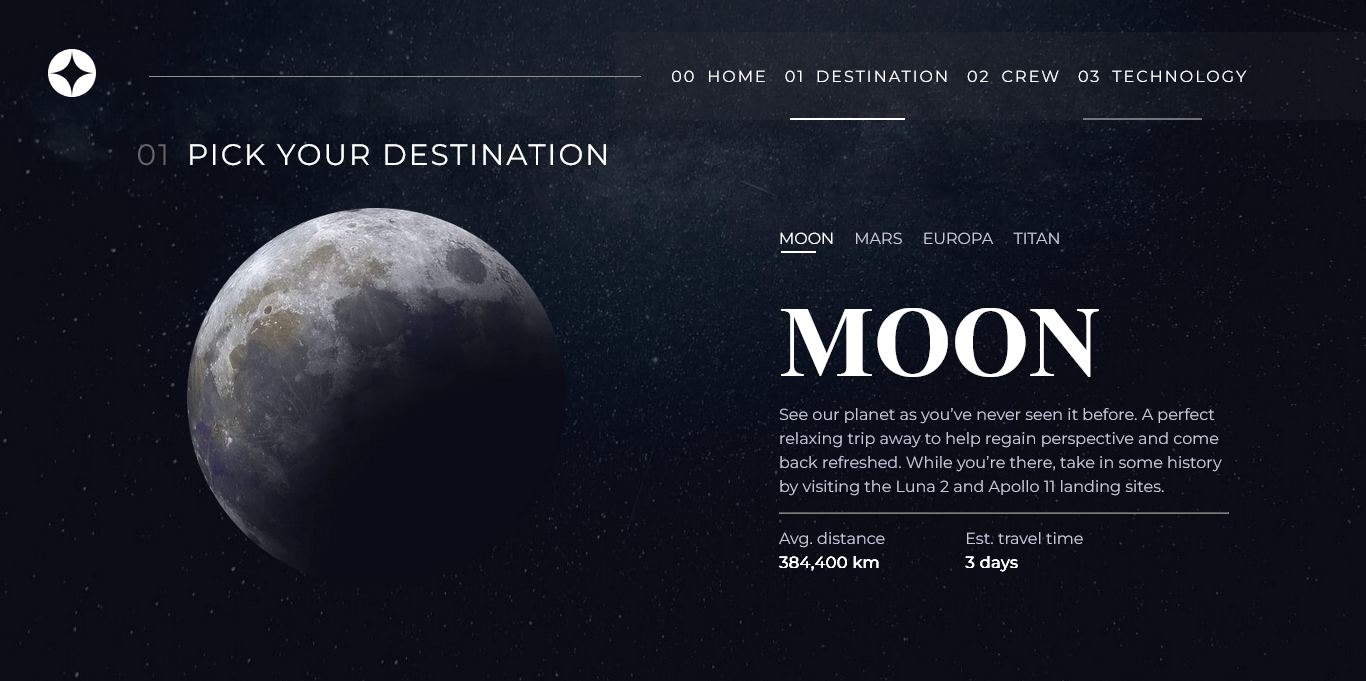 00 HOME 01 DESTINATION 02 CREW 03 TECHNOLOGY
01 PICK YOUR DESTINATION
MOON MARS EUROPA TITAN
MOON
See our planet as you’ve never seen it before. A perfect
relaxing trip away to help regain perspective and come
back refreshed. While you’re there, take in some history
by visiting the Luna 2 and Apollo 11 landing sites.
Avg. distance Est. travel time
384,400 km 3 days